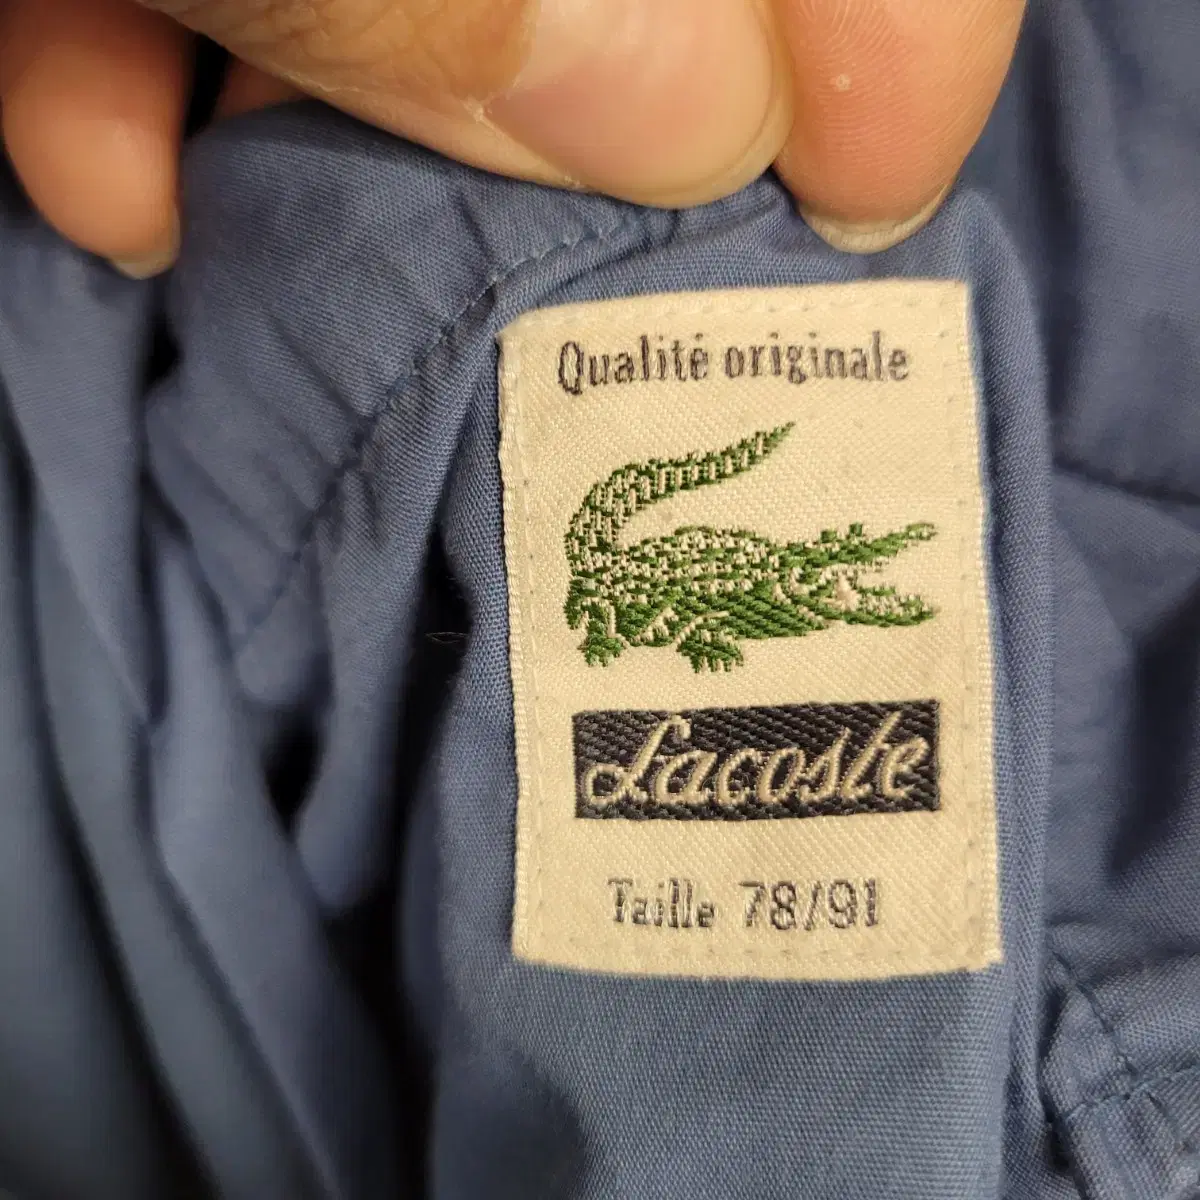 Qualité originale
Lacoste
Taille 78/91